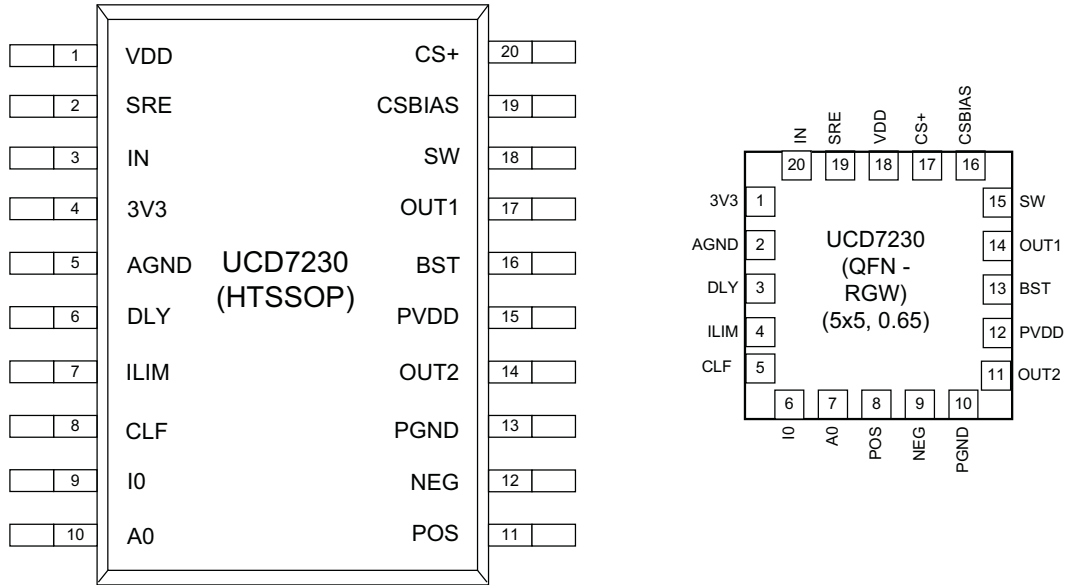 1 VDD
2 SRE
3 IN
4 3V3
5 AGND
6 DLY
7 ILIM
8 CLF
9 I0
10 A0
UCD7230
(HTSSOP)
CS+ 20
CSBIAS 19
SW 18
OUT1 17
BST 16
PVDD 15
OUT2 14
PGND 13
NEG 12
POS 11
IN
SRE
VDD
CS+
CSBIAS
20 19 18 17 16
3V3 1
AGND 2
DLY 3
ILIM 4
CLF 5
UCD7230
(QFN -
RGW)
(5x5, 0.65)
15 SW
14 OUT1
13 BST
12 PVDD
11 OUT2
6 7 8 9 10
I0
A0
POS
NEG
PGND